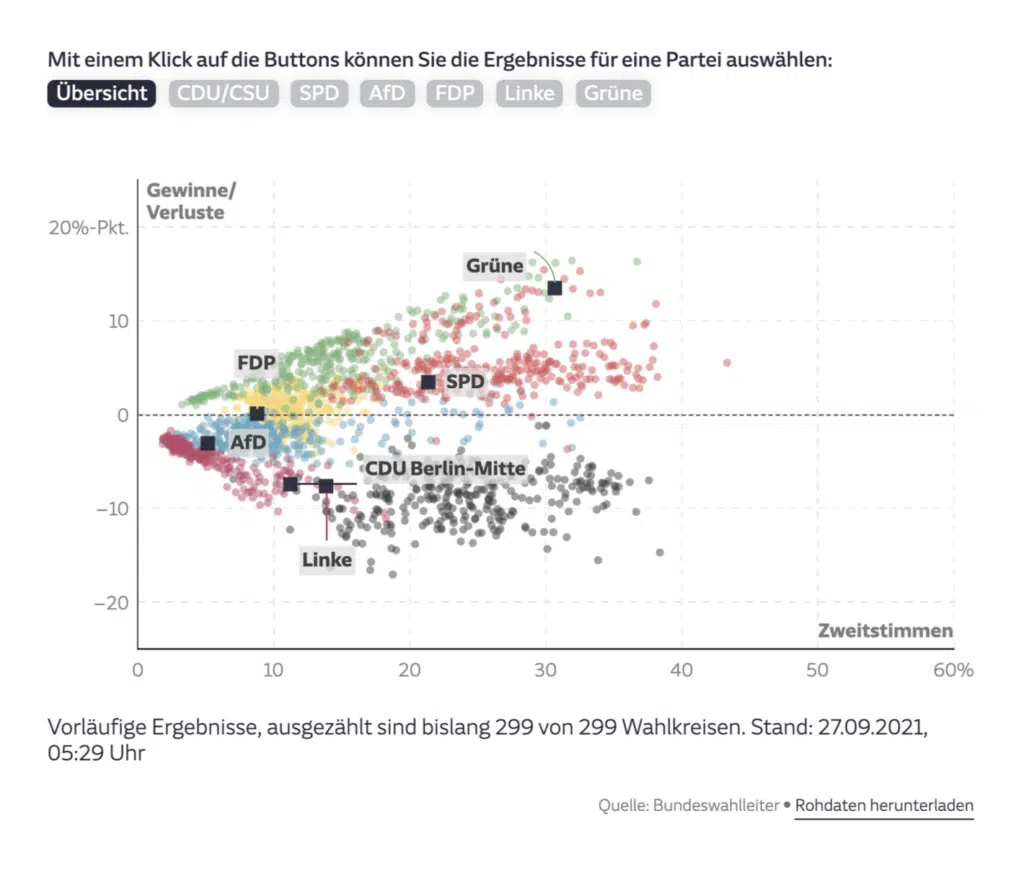 Mit einem Klick auf die Buttons können Sie die Ergebnisse für eine Partei auswählen:
Übersicht CDU/CSU SPD AfD FDP Linke Grüne
Gewinne/
Verluste
20%-Pkt.
Grüne
10
FDP
SPD
0
AfD
CDU Berlin-Mitte
−10
Linke
−20
Zweitstimmen
0 10 20 30 40 50 60%
Vorläufige Ergebnisse, ausgezählt sind bislang 299 von 299 Wahlkreisen. Stand: 27.09.2021,
05:29 Uhr
Quelle: Bundeswahlleiter • Rohdaten herunterladen